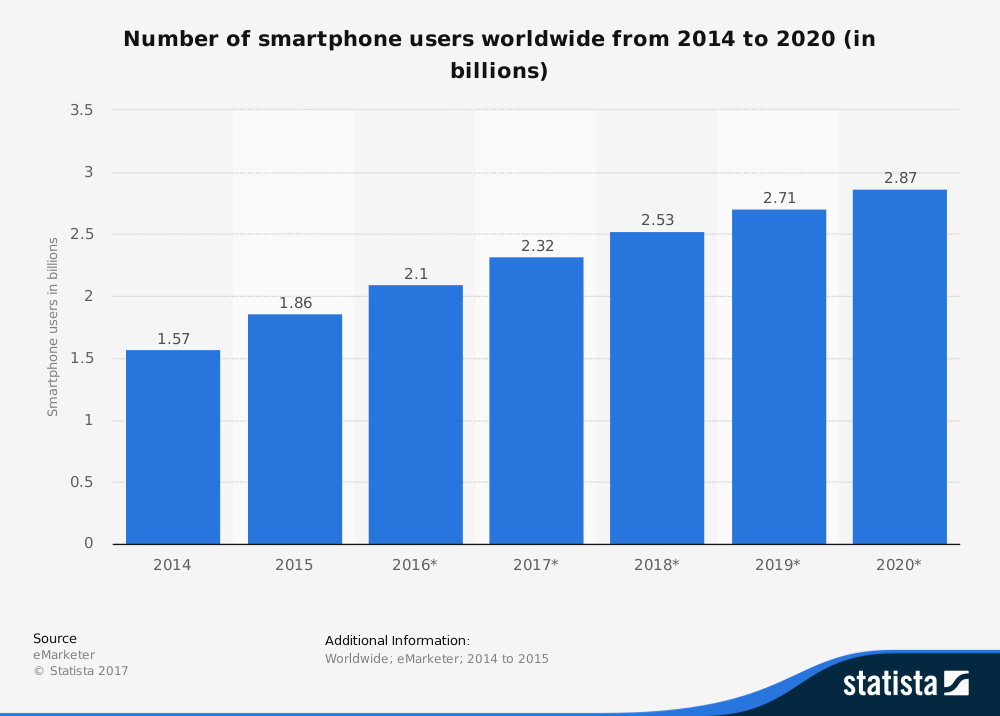 Number of smartphone users worldwide from 2014 to 2020 (in
billions)
3.5
3
2.5
2
1.5
1
0.5
0
Smartphone users in billions
1.57
1.86
2.1
2.32
2.53
2.71
2.87
2014
2015
2016*
2017*
2018*
2019*
2020*
Source
eMarketer
© Statista 2017
Additional Information:
Worldwide; eMarketer; 2014 to 2015
statista